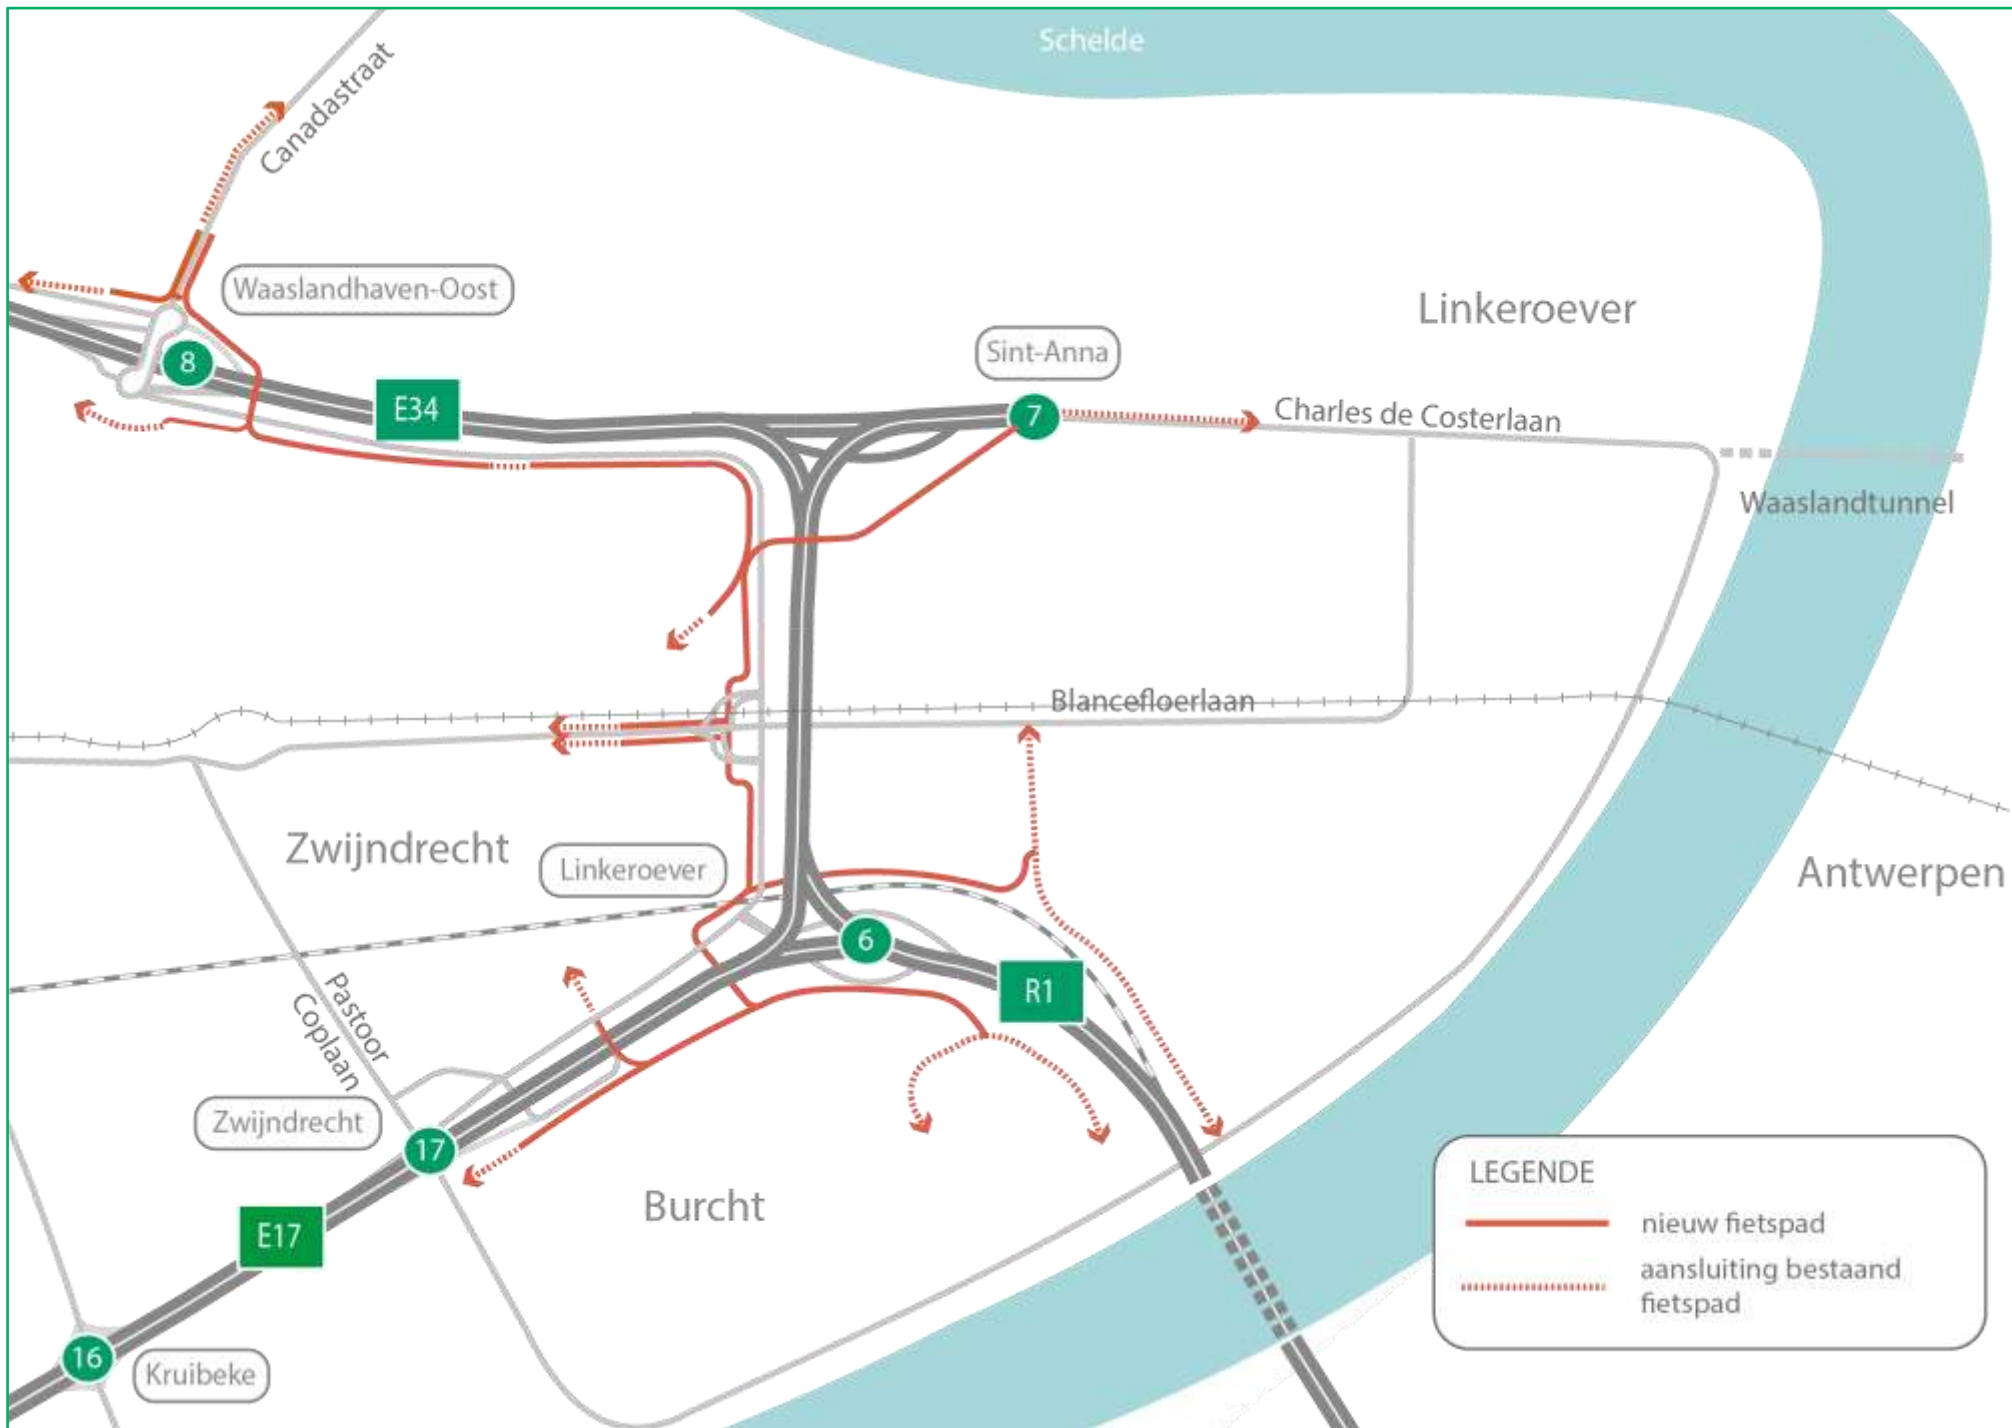 Schelde
Canadastraat
Waaslandhaven-Oost
Linkeroever
8
E34
Sint-Anna
7
Charles de Costerlaan
Waaslandtunnel
Blancefloerlaan
Zwijndrecht
Linkeroever
Antwerpen
6
R1
Pastoor
Coplaan
Zwijndrecht
17
Burcht
E17
16
Kruibeke
LEGENDE
nieuw fietspad
aansluiting bestaand
fietspad